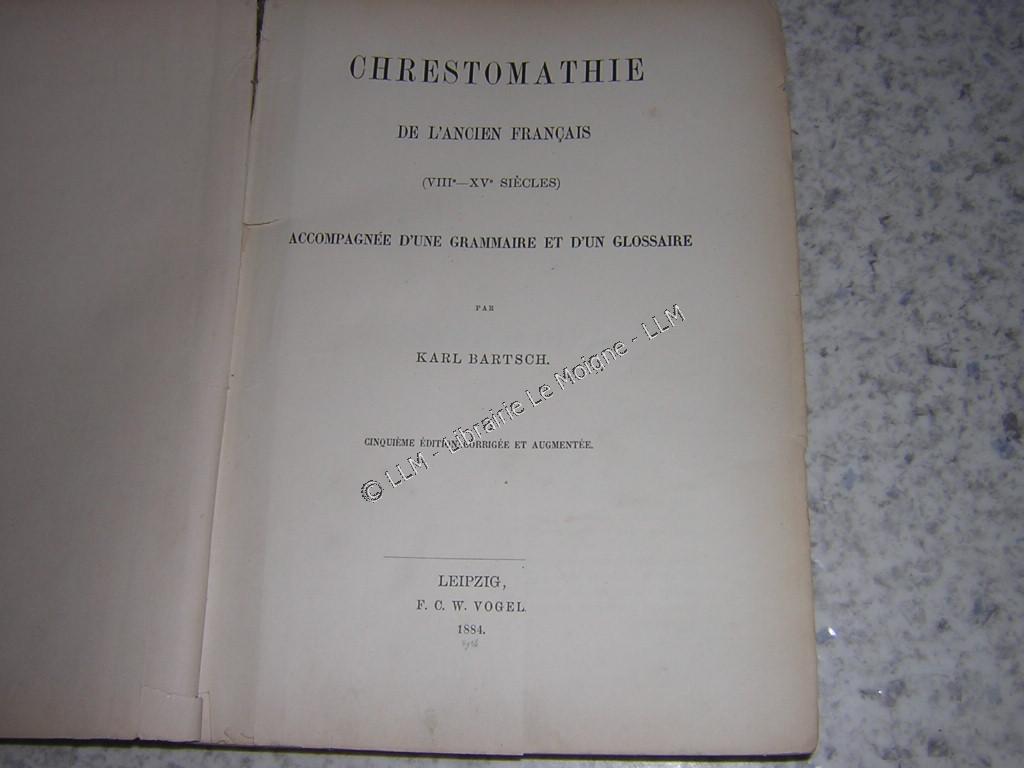 CHRESTOMATHIE
DE L'ANCIEN FRANÇAIS
(VIIIe—XVe SIÈCLES)
ACCOMPAGNÉE D'UNE GRAMMAIRE ET D'UN GLOSSAIRE
PAR
KARL BARTSCH.
CINQUIÈME ÉDITION CORRIGÉE ET AUGMENTÉE.
© LLM - Librairie Le Moigne - LLM
LEIPZIG,
F. C. W. VOGEL
1884.